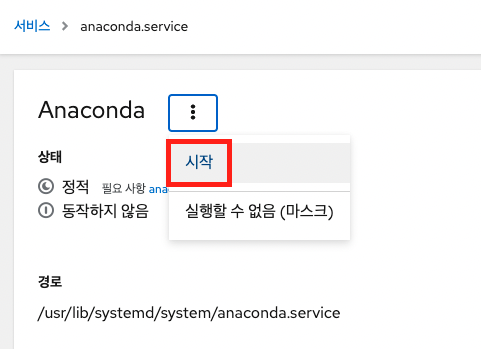 서비스 > anaconda.service
Anaconda
시작
상태
정적 필요 사항 ana
동작하지 않음
실행할 수 없음 (마스크)
경로
/usr/lib/systemd/system/anaconda.service